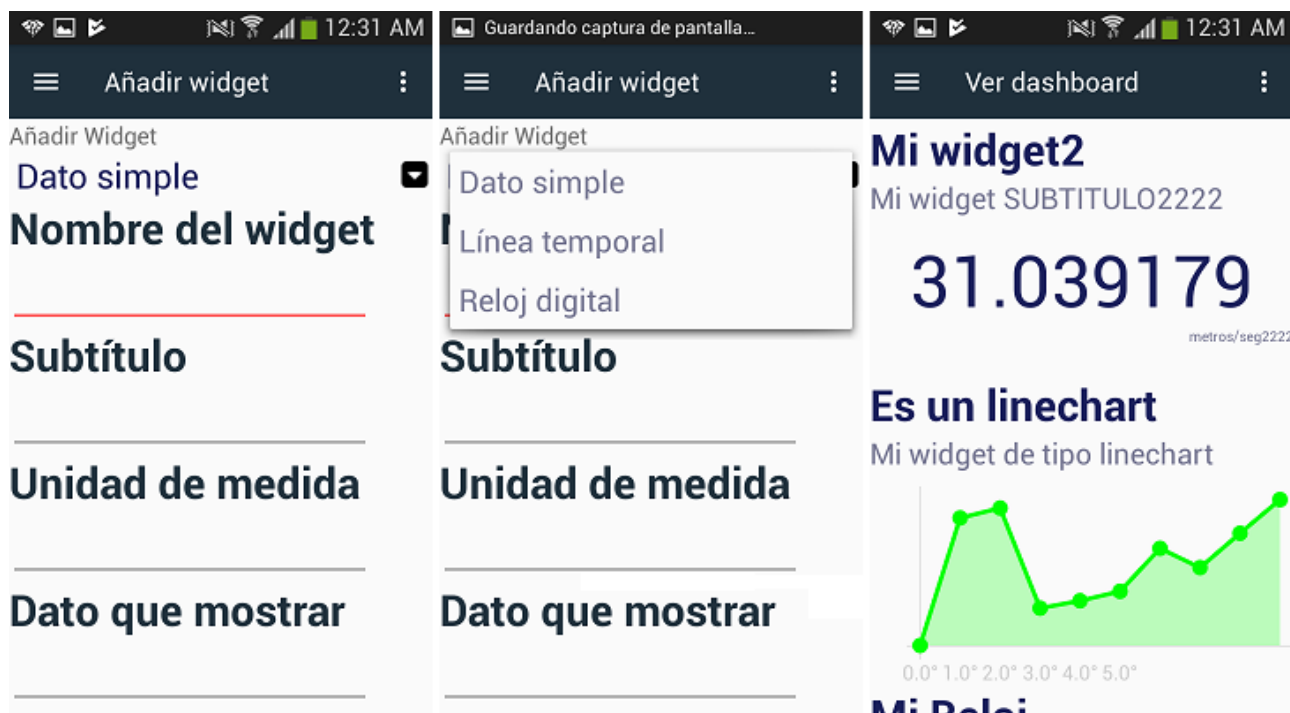 12:31 AM
Añadir widget
Añadir Widget
Dato simple
Nombre del widget
Subtítulo
Unidad de medida
Dato que mostrar
Guardando captura de pantalla...
Añadir widget
Añadir Widget
Dato simple
Línea temporal
Reloj digital
Subtítulo
Unidad de medida
Dato que mostrar
12:31 AM
Ver dashboard
Mi widget2
Mi widget SUBTITULO2222
31.039179
metros/seg2222
Es un linechart
Mi widget de tipo linechart
0.0° 1.0° 2.0° 3.0° 4.0° 5.0°
Mi Reloj